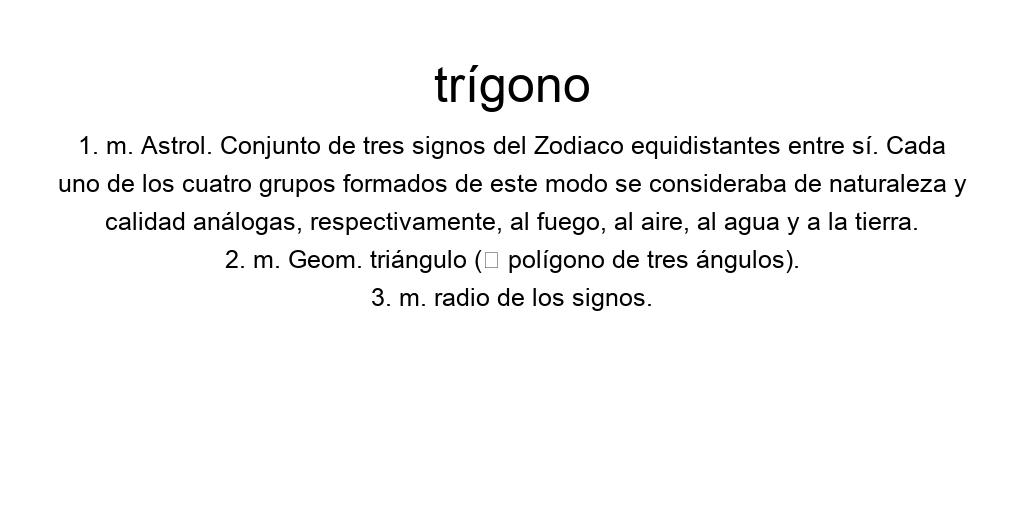 trígono
1. m. Astrol. Conjunto de tres signos del Zodiaco equidistantes entre sí. Cada
uno de los cuatro grupos formados de este modo se consideraba de naturaleza y
calidad análogas, respectivamente, al fuego, al aire, al agua y a la tierra.
2. m. Geom. triángulo (□ polígono de tres ángulos).
3. m. radio de los signos.